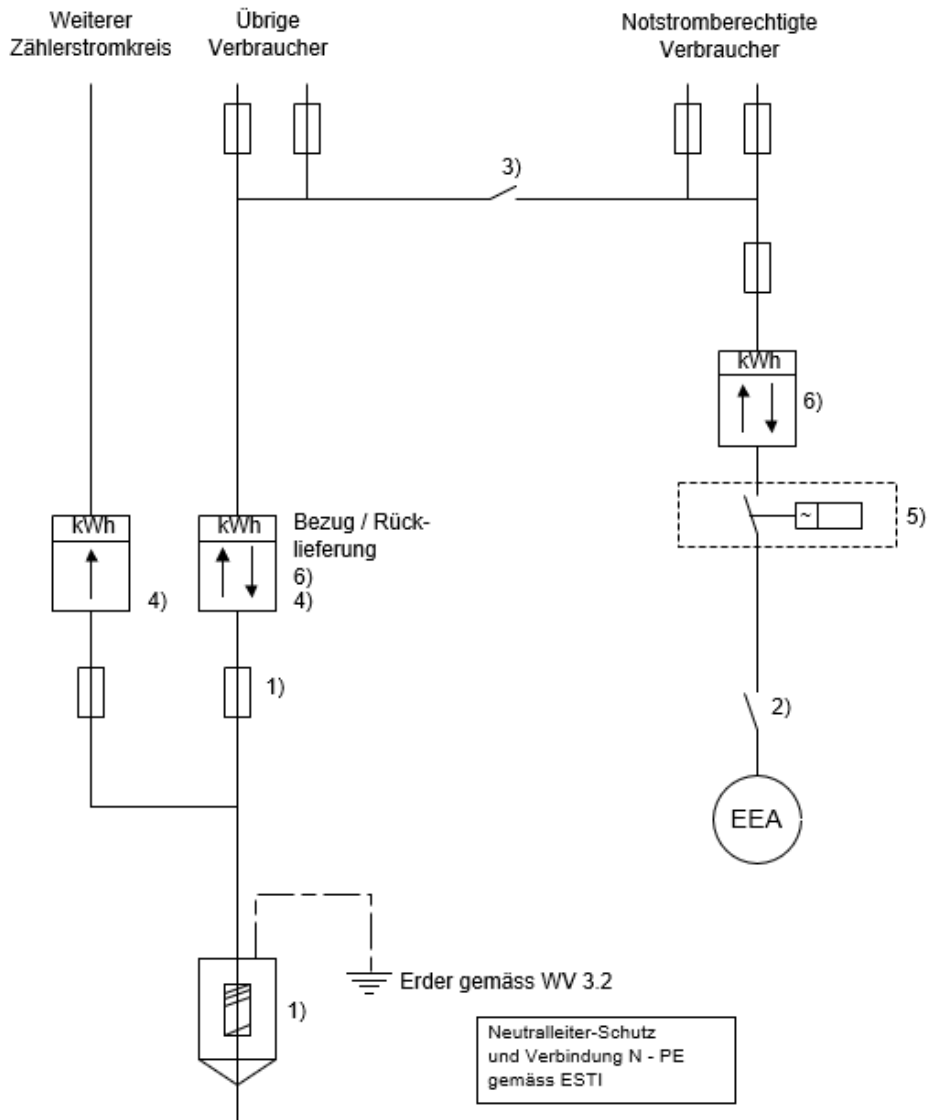 Weiterer
Zählerstromkreis
Übrige
Verbraucher
Notstromberechtigte
Verbraucher
3)
kWh
6)
kWh
4)
kWh
Bezug / Rück-
lieferung
6)
4)
5)
1)
2)
EEA
Erder gemäss WV 3.2
1)
Neutralleiter-Schutz
und Verbindung N - PE
gemäss ESTI
~